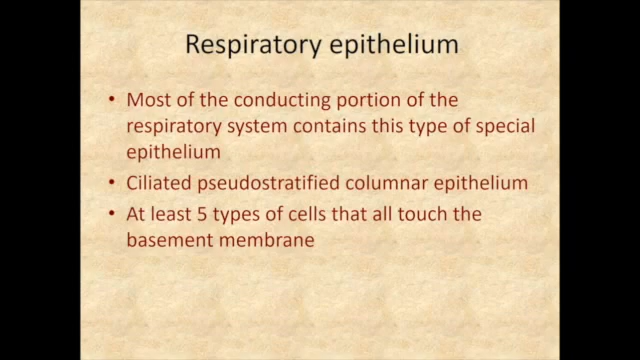 Respiratory epithelium
• Most of the conducting portion of the
respiratory system contains this type of special
epithelium
• Ciliated pseudostratified columnar epithelium
• At least 5 types of cells that all touch the
basement membrane